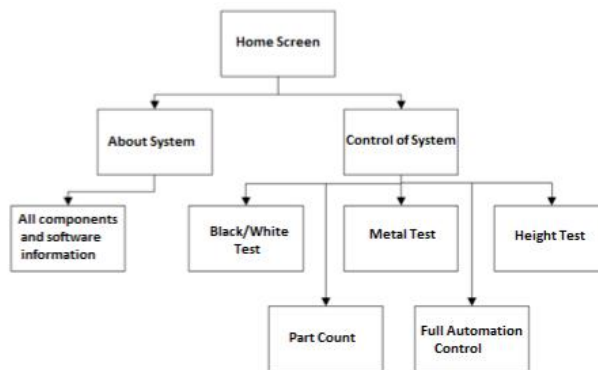 Home Screen
About System
Control of System
All components
and software
information
Black/White
Test
Metal Test
Height Test
Part Count
Full Automation
Control